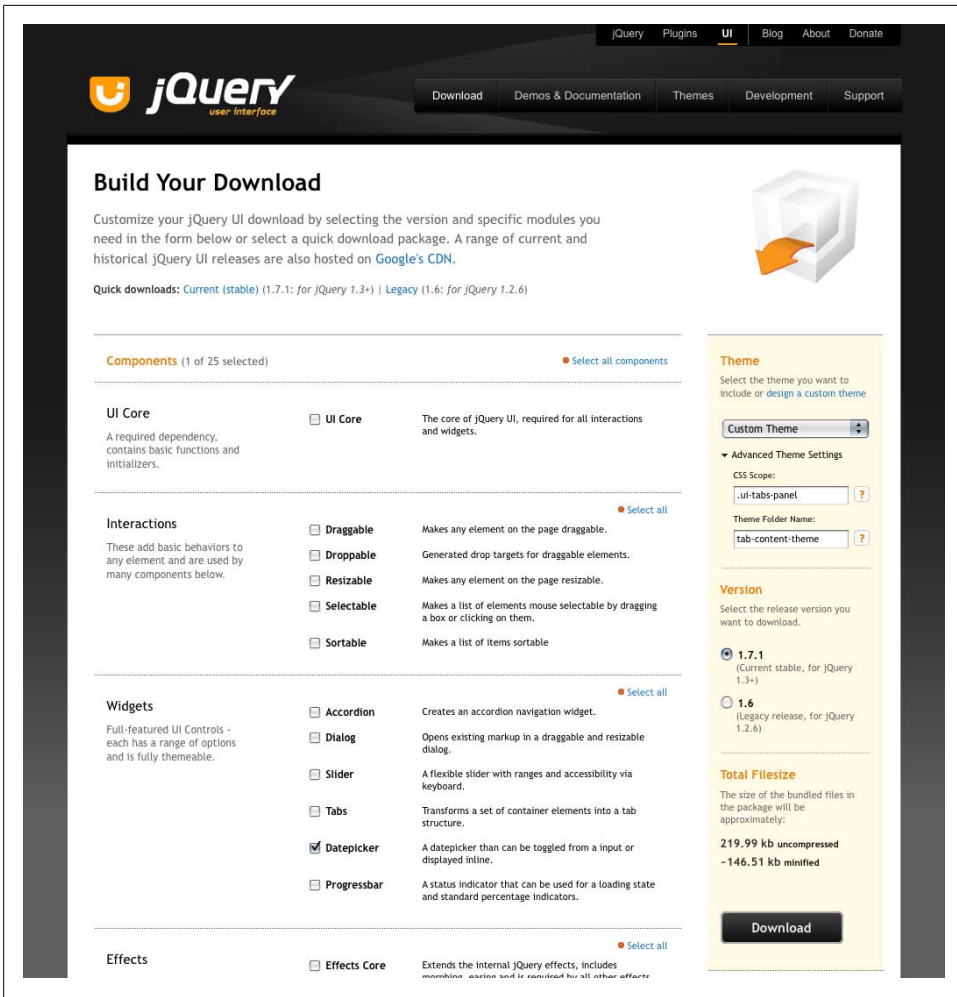 jQuery Plugins UI Blog About Donate
jQuery
user interface
Download Demos & Documentation Themes Development Support
Build Your Download
Customize your jQuery UI download by selecting the version and specific modules you
need in the form below or select a quick download package. A range of current and
historical jQuery UI releases are also hosted on Google's CDN.
Quick downloads: Current (stable) (1.7.1: for jQuery 1.3+) | Legacy (1.6: for jQuery 1.2.6)
Components (1 of 25 selected)
Select all components
UI Core
A required dependency,
contains basic functions and
initializers.
UI Core
The core of jQuery UI, required for all interactions
and widgets.
Select all
Interactions
These add basic behaviors to
any element and are used by
many components below.
Draggable
Makes any element on the page draggable.
Droppable
Generated drop targets for draggable elements.
Resizable
Makes any element on the page resizable.
Selectable
Makes a list of elements mouse selectable by dragging
a box or clicking on them.
Sortable
Makes a list of items sortable
Select all
Widgets
Full-featured UI Controls -
each has a range of options
and is fully themeable.
Accordion
Creates an accordion navigation widget.
Dialog
Opens existing markup in a draggable and resizable
dialog.
Slider
A flexible slider with ranges and accessibility via
keyboard.
Tabs
Transforms a set of container elements into a tab
structure.
Datepicker
A datepicker than can be toggled from a input or
displayed inline.
Progressbar
A status indicator that can be used for a loading state
and standard percentage indicators.
Select all
Effects
Effects Core
Extends the internal jQuery effects, includes
morphing, easing and is required by all other effects
Theme
Select the theme you want to
include or design a custom theme
Custom Theme
Advanced Theme Settings
CSS Scope:
.ui-tabs-panel ?
Theme Folder Name:
tab-content-theme ?
Version
Select the release version you
want to download.
1.7.1
(Current stable, for jQuery
1.3+)
1.6
(Legacy release, for jQuery
1.2.6)
Total Filesize
The size of the bundled files in
the package will be
approximately:
219.99 kb uncompressed
~146.51 kb minified
Download